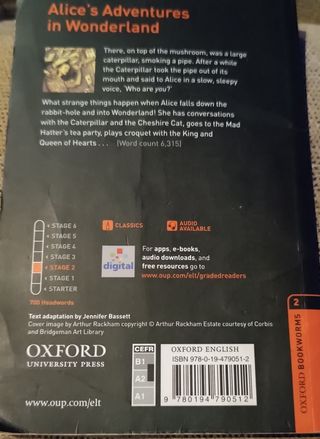 Alice's Adventures
in Wonderland
There, on top of the mushroom, was a large
caterpillar, smoking a pipe. After a while
the Caterpillar took the pipe out of its
mouth and said to Alice in a slow, sleepy
voice, 'Who are you?'
What strange things happen when Alice falls down the
rabbit-hole and into Wonderland! She has conversations
with the Caterpillar and the Cheshire Cat, goes to the Mad
Hatter's tea party, plays croquet with the King and
Queen of Hearts . . . [Word count 6,315]
STAGE 6
STAGE 5
STAGE 4
STAGE 3
STAGE 2
STAGE 1
STARTER
700 Headwords
CLASSICS
AUDIO
AVAILABLE
digital
For apps, e-books,
audio downloads, and
free resources go to
www.oup.com/elt/gradedreaders
Text adaptation by Jennifer Bassett
Cover image by Arthur Rackham copyright © Arthur Rackham Estate courtesy of Corbis
and Bridgeman Art Library
OXFORD
UNIVERSITY PRESS
www.oup.com/elt
CEFR
B1
A2
A1
OXFORD ENGLISH
ISBN 978-0-19-479051-2
9 780194 790512
2
OXFORD BOOKWORMS